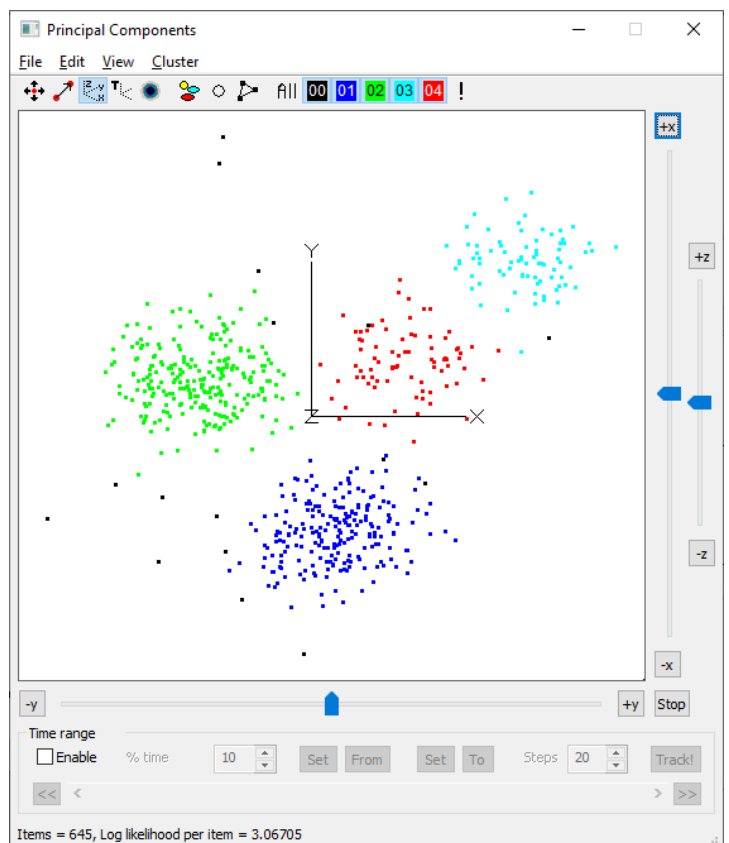 Principal Components
File Edit View Cluster
All 00 01 02 03 04 !
+x
Y
+z
Z X
-z
-x
-y +y Stop
Time range
Enable % time 10 Set From Set To Steps 20 Track!
<< < > >>
Items = 645, Log likelihood per item = 3.06705